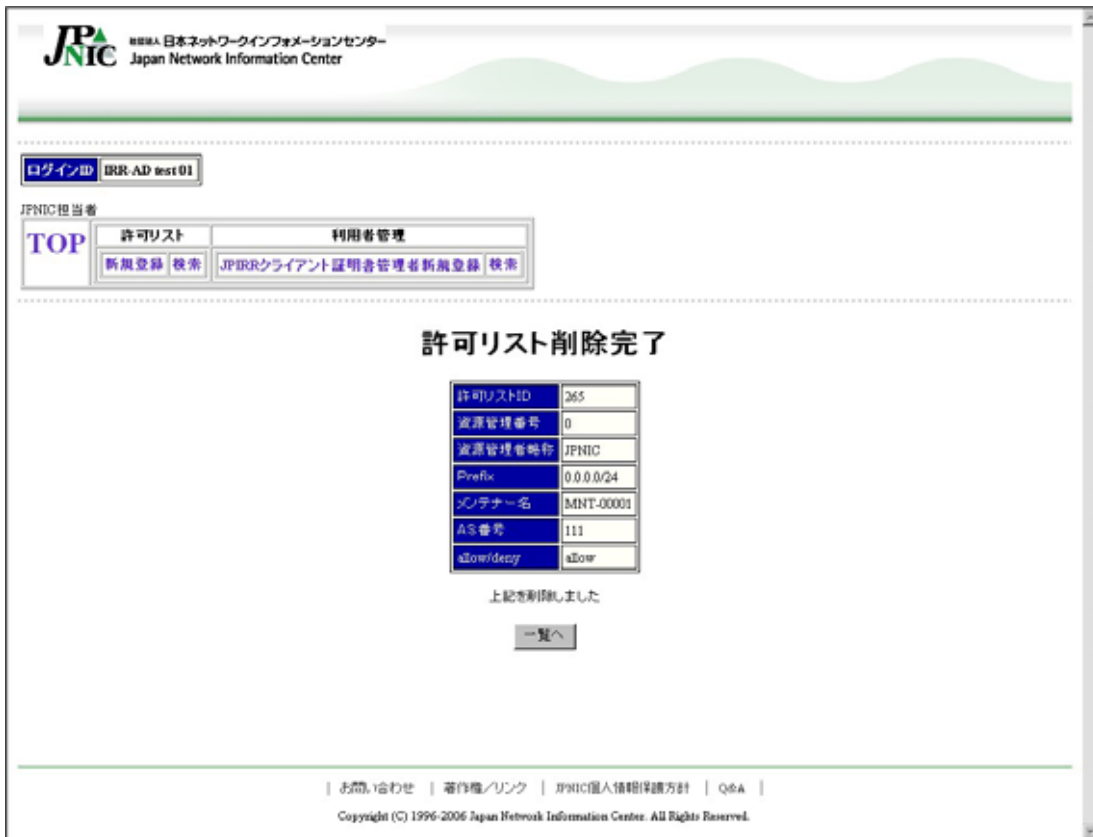 JPNIC 社団法人 日本ネットワークインフォメーションセンター
Japan Network Information Center
ログインID IRR-AD test 01
JPNIC担当者
TOP 許可リスト 利用者管理
新規登録 検索 JPIRRクライアント証明書管理者新規登録 検索
許可リスト削除完了
許可リストID 265
資源管理番号 0
資源管理者略称 JPNIC
Prefix 0.0.0.0/24
メンテナー名 MNT-00001
AS番号 111
allow/deny allow
上記を削除しました
一覧へ
| お問い合わせ | 著作権/リンク | JPNIC個人情報保護方針 | Q&A |
Copyright (C) 1996-2006 Japan Network Information Center. All Rights Reserved.